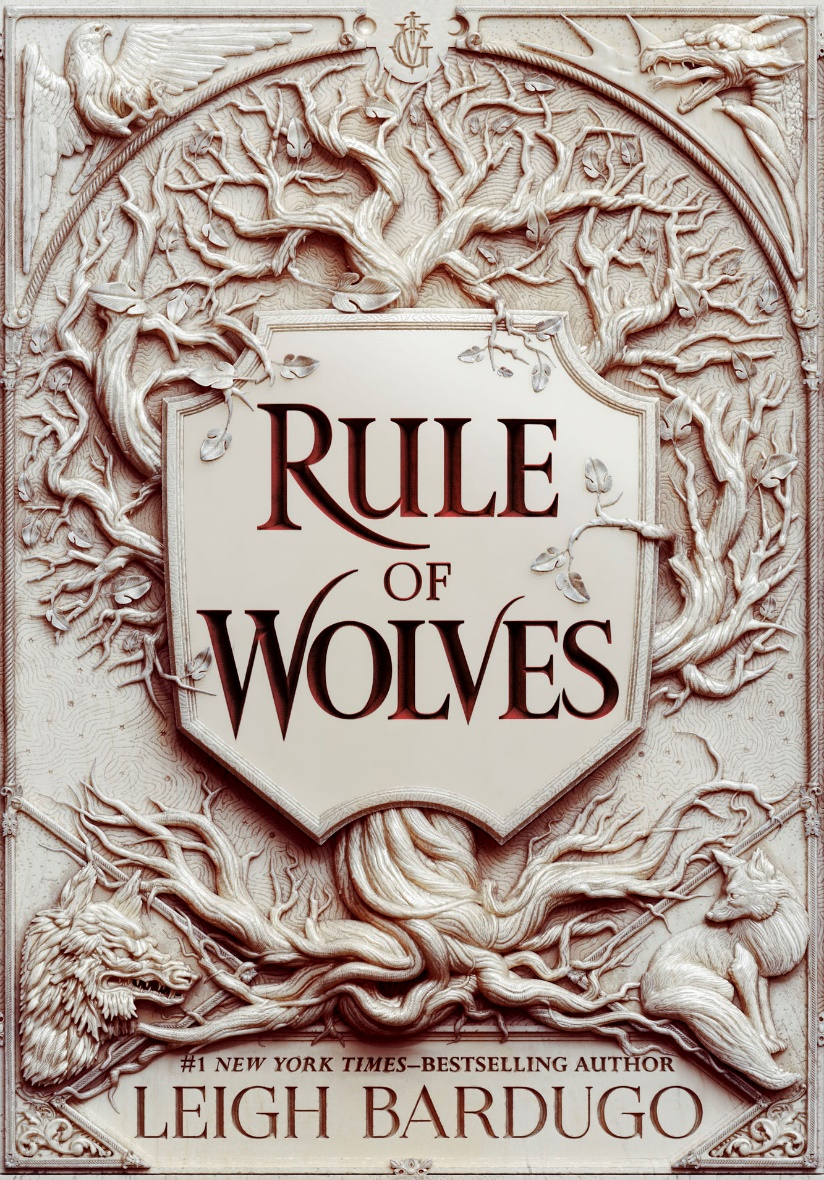 RULE
OF
WOLVES
#1 NEW YORK TIMES–BESTSELLING AUTHOR
LEIGH BARDUGO